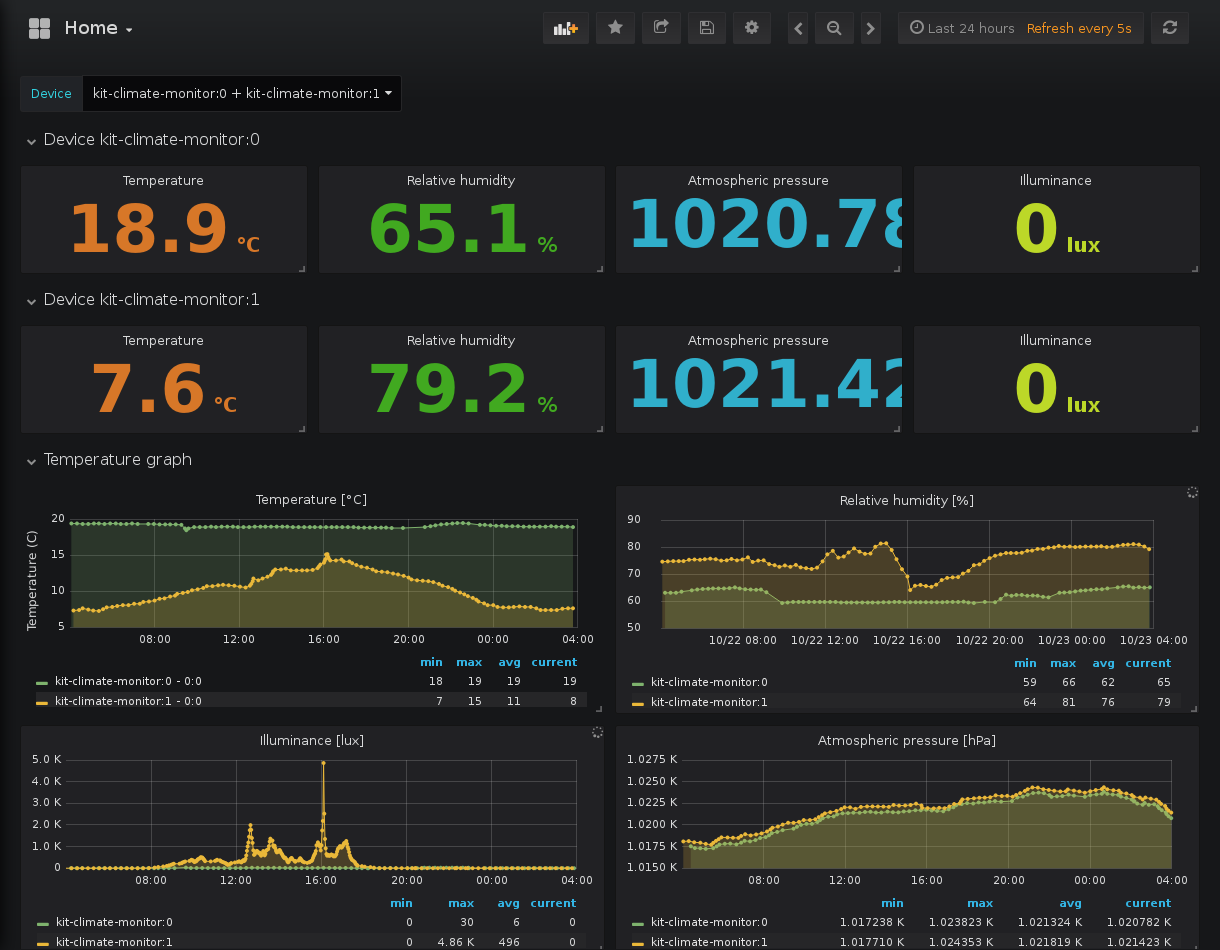 Home
Last 24 hours Refresh every 5s
Device kit-climate-monitor:0 + kit-climate-monitor:1
Device kit-climate-monitor:0
Temperature Relative humidity Atmospheric pressure Illuminance
18.9 °C 65.1 % 1020.78 0 lux
Device kit-climate-monitor:1
Temperature Relative humidity Atmospheric pressure Illuminance
7.6 °C 79.2 % 1021.42 0 lux
Temperature graph
Temperature [°C]
Temperature (C)
20
15
10
5
08:00 12:00 16:00 20:00 00:00 04:00
min max avg current
kit-climate-monitor:0 - 0:0 18 19 19 19
kit-climate-monitor:1 - 0:0 7 15 11 8
Relative humidity [%]
90
80
70
60
50
10/22 08:00 10/22 12:00 10/22 16:00 10/22 20:00 10/23 00:00 10/23 04:00
min max avg current
kit-climate-monitor:0 59 66 62 65
kit-climate-monitor:1 64 81 76 79
Illuminance [lux]
5.0 K
4.0 K
3.0 K
2.0 K
1.0 K
0
08:00 12:00 16:00 20:00 00:00 04:00
min max avg current
kit-climate-monitor:0 0 30 6 0
kit-climate-monitor:1 0 4.86 K 496 0
Atmospheric pressure [hPa]
1.0275 K
1.0250 K
1.0225 K
1.0200 K
1.0175 K
1.0150 K
08:00 12:00 16:00 20:00 00:00 04:00
min max avg current
kit-climate-monitor:0 1.017238 K 1.023823 K 1.021324 K 1.020782 K
kit-climate-monitor:1 1.017710 K 1.024353 K 1.021819 K 1.021423 K